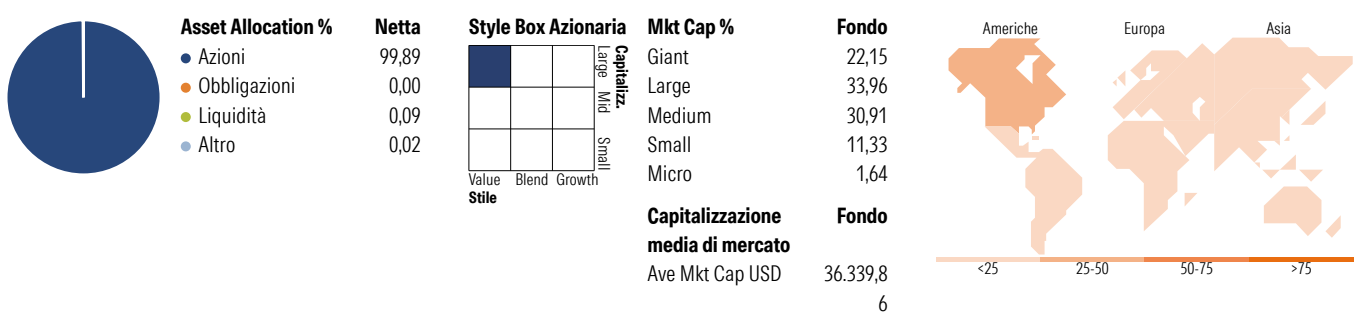 Asset Allocation % Netta
Azioni 99,89
Obbligazioni 0,00
Liquidità 0,09
Altro 0,02
Style Box Azionaria
Capitalizz.
Large Mid Small
Value Blend Growth
Stile
Mkt Cap % Fondo
Giant 22,15
Large 33,96
Medium 30,91
Small 11,33
Micro 1,64
Capitalizzazione Fondo
media di mercato
Ave Mkt Cap USD 36.339,8
6
Americhe Europa Asia
<25 25-50 50-75 >75